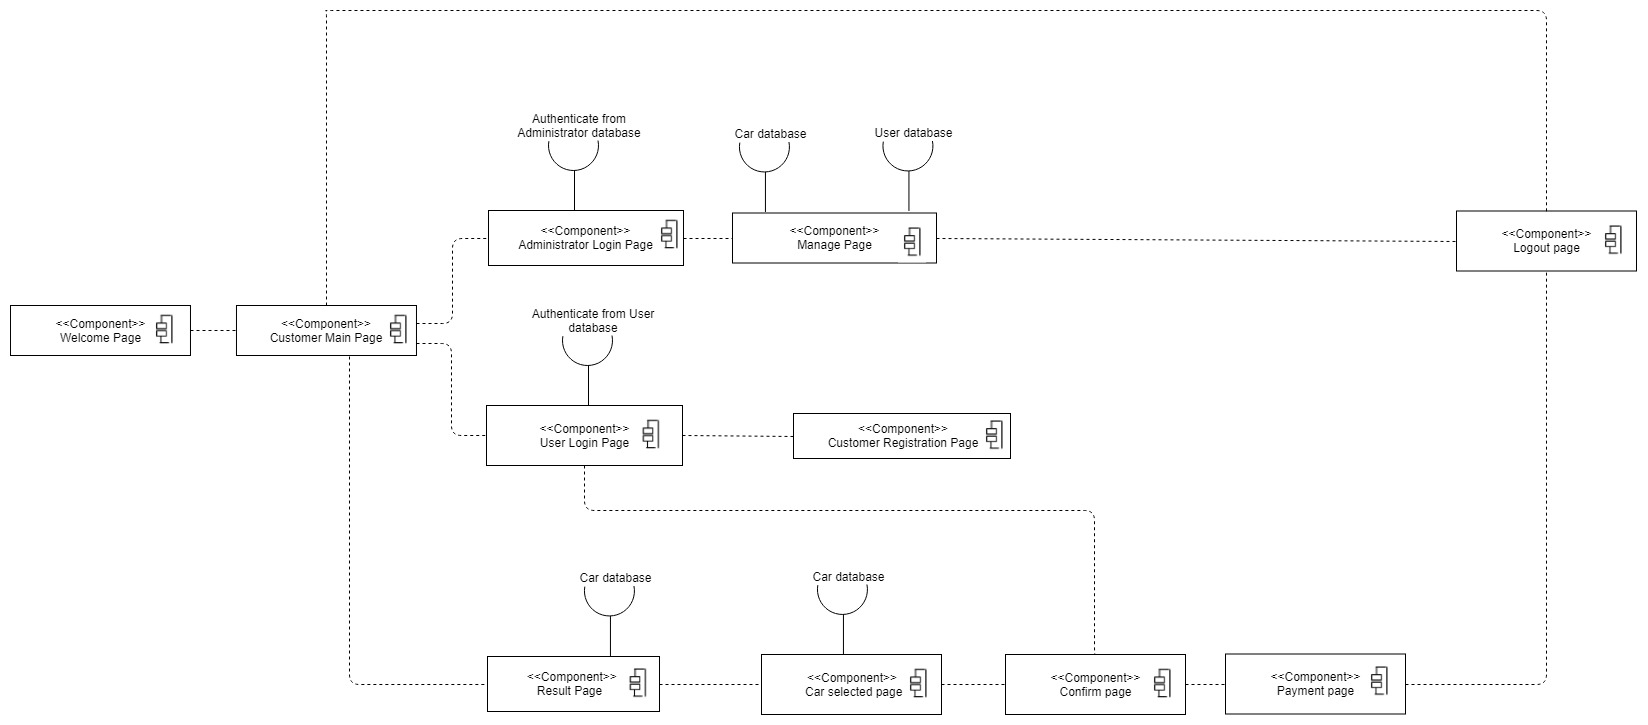 Authenticate from
Administrator database
Car database
User database
<<Component>>
Administrator Login Page
<<Component>>
Manage Page
<<Component>>
Logout page
<<Component>>
Welcome Page
<<Component>>
Customer Main Page
Authenticate from User
database
<<Component>>
User Login Page
<<Component>>
Customer Registration Page
Car database
Car database
<<Component>>
Result Page
<<Component>>
Car selected page
<<Component>>
Confirm page
<<Component>>
Payment page